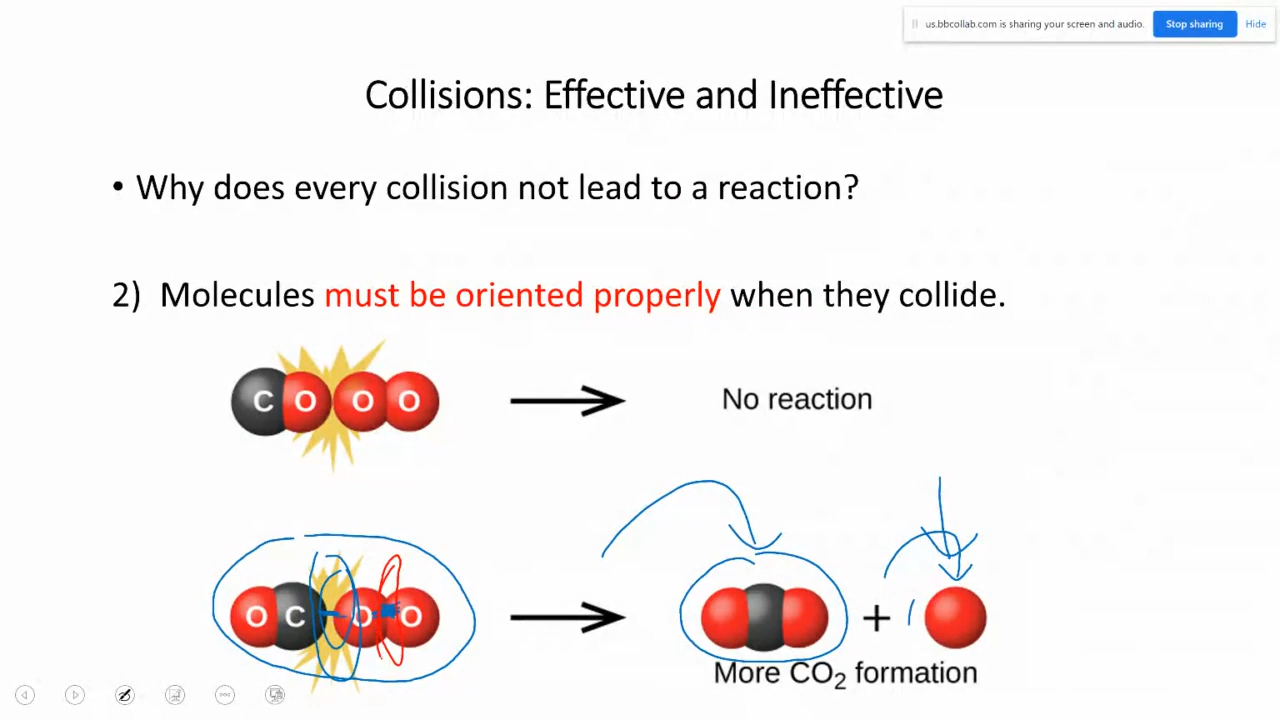 us.bbcollab.com is sharing your screen and audio. Stop sharing Hide
Collisions: Effective and Ineffective
• Why does every collision not lead to a reaction?
2) Molecules must be oriented properly when they collide.
C O O O No reaction
O C O O +
More CO₂ formation